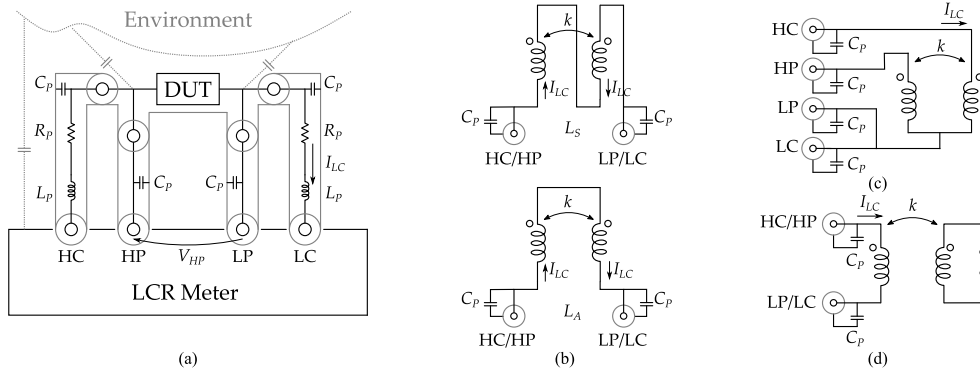 Environment
C_P
DUT
C_P
R_P
R_P
C_P
C_P
I_LC
L_P
L_P
HC
HP
V_HP
LP
LC
LCR Meter
(a)
k
I_LC
I_LC
C_P
L_S
C_P
HC/HP
LP/LC
k
I_LC
I_LC
C_P
L_A
C_P
HC/HP
LP/LC
(b)
I_LC
HC
C_P
k
HP
C_P
LP
C_P
LC
C_P
(c)
I_LC
k
HC/HP
C_P
LP/LC
C_P
(d)